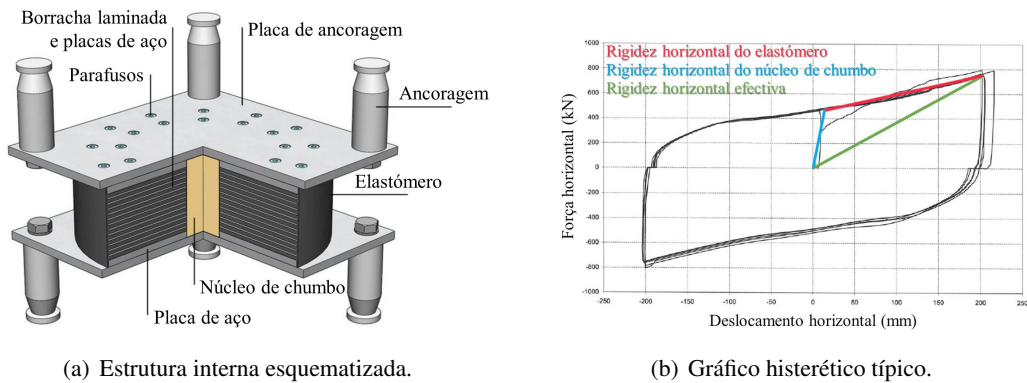 Borracha laminada
e placas de aço
Parafusos
Placa de ancoragem
Ancoragem
Elastómero
Núcleo de chumbo
Placa de aço
(a) Estrutura interna esquematizada.
Rigidez horizontal do elastómero
Rigidez horizontal do núcleo de chumbo
Rigidez horizontal efectiva
Força horizontal (kN)
1000
800
600
400
200
0
-200
-400
-600
-800
-1000
-250 -200 -150 -100 -50 0 50 100 150 200 250
Deslocamento horizontal (mm)
(b) Gráfico histerético típico.